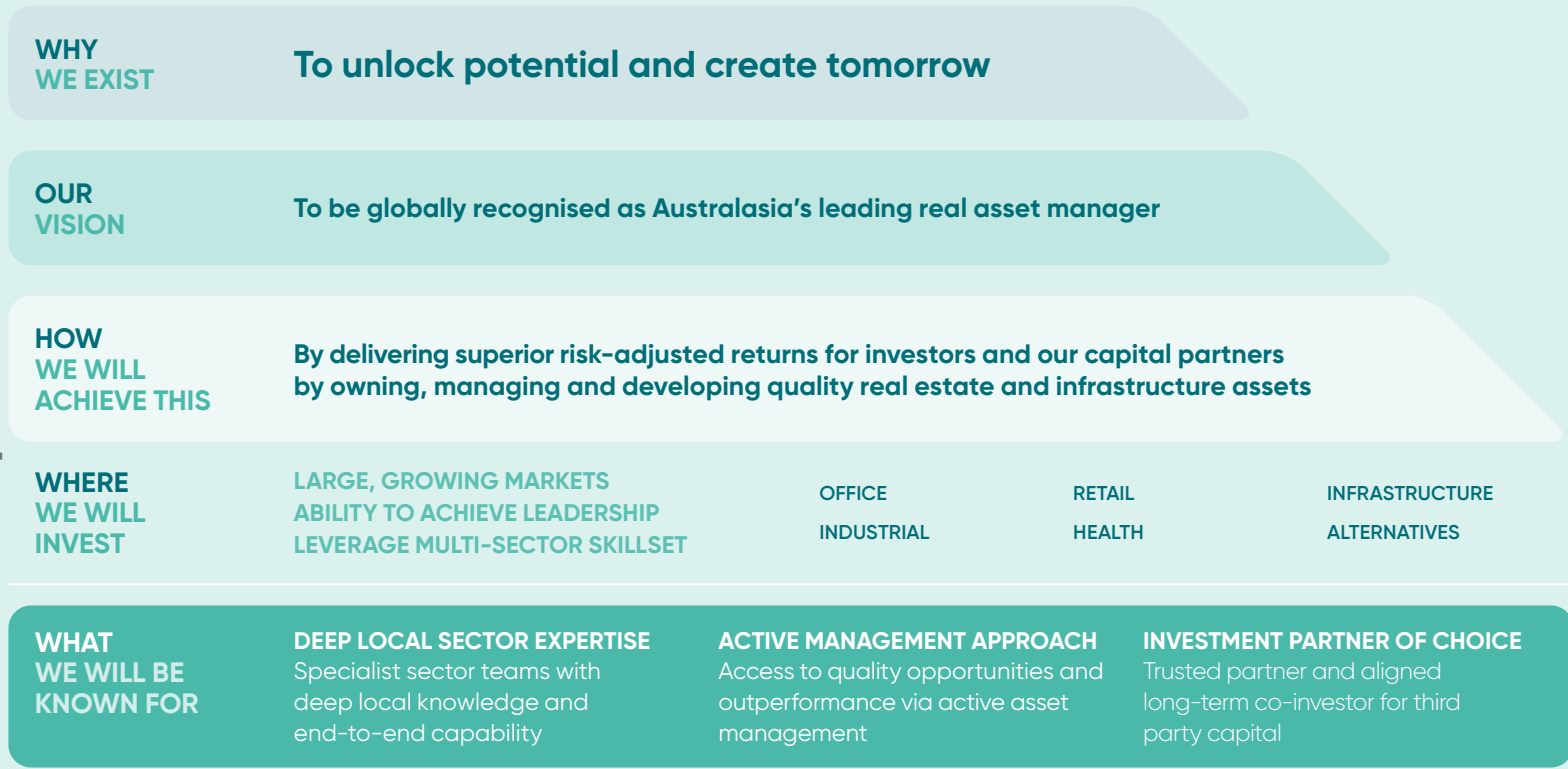 WHY
WE EXIST
To unlock potential and create tomorrow
OUR
VISION
To be globally recognised as Australasia's leading real asset manager
HOW
WE WILL
ACHIEVE THIS
By delivering superior risk-adjusted returns for investors and our capital partners
by owning, managing and developing quality real estate and infrastructure assets
WHERE
WE WILL
INVEST
LARGE, GROWING MARKETS
ABILITY TO ACHIEVE LEADERSHIP
LEVERAGE MULTI-SECTOR SKILLSET
OFFICE
INDUSTRIAL
RETAIL
HEALTH
INFRASTRUCTURE
ALTERNATIVES
WHAT
WE WILL BE
KNOWN FOR
DEEP LOCAL SECTOR EXPERTISE
Specialist sector teams with
deep local knowledge and
end-to-end capability
ACTIVE MANAGEMENT APPROACH
Access to quality opportunities and
outperformance via active asset
management
INVESTMENT PARTNER OF CHOICE
Trusted partner and aligned
long-term co-investor for third
party capital